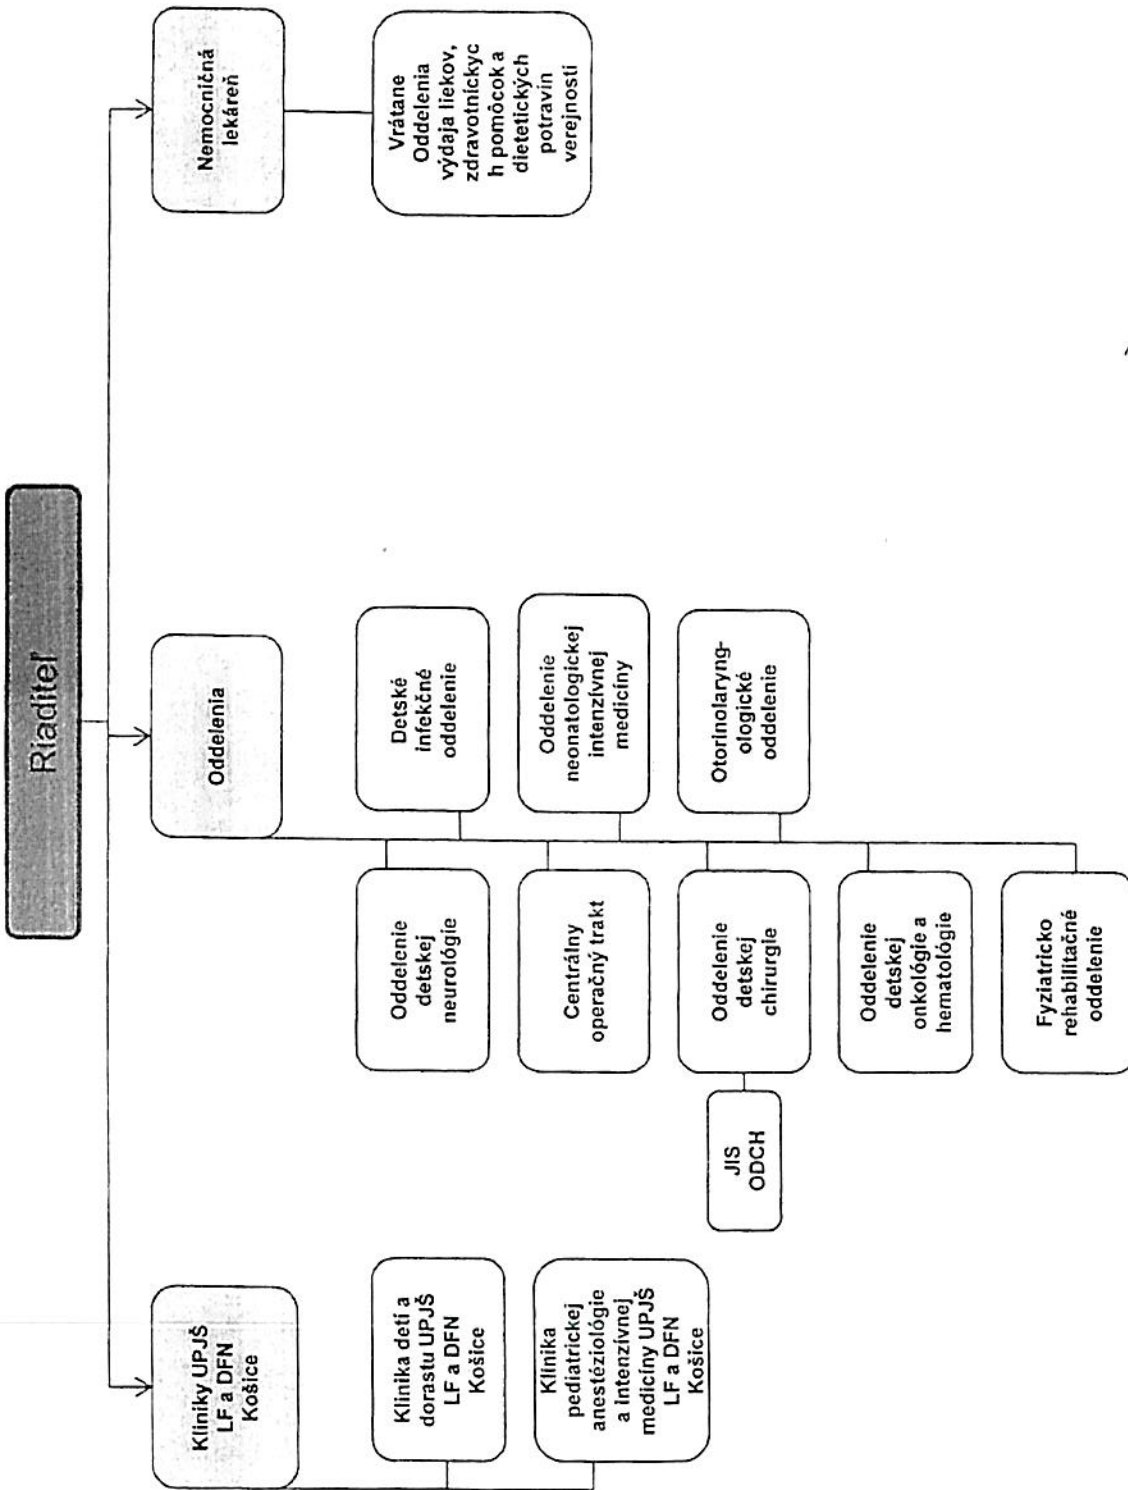 Riaditeľ
Kliniky UPJŠ
LF a DFN
Košice
Oddelenia
Nemocničná
lekáreň
Klinika detí a
dorastu UPJŠ
LF a DFN
Košice
Klinika
pediatrickej
anestéziológie
a intenzívnej
medicíny UPJŠ
LF a DFN
Košice
Oddelenie
detskej
neurológie
Detské
infekčné
oddelenie
Centrálny
operačný trakt
Oddelenie
neonatologickej
intenzívnej
medicíny
JIS
ODCH
Oddelenie
detskej
chirurgie
Otorinolaryng-
ologické
oddelenie
Oddelenie
detskej
onkológie a
hematológie
Fyziatricko
rehabilitačné
oddelenie
Vrátane
Oddelenia
výdaja liekov,
zdravotníckyc
h pomôcok a
dietetických
potravín
verejnosti